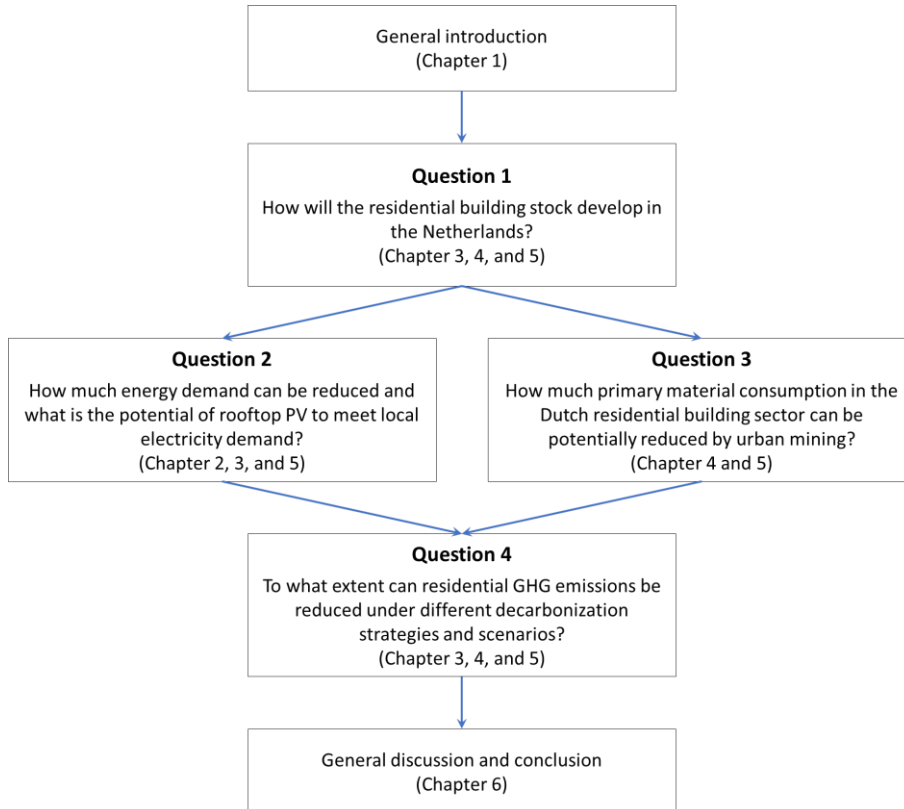 General introduction
(Chapter 1)
Question 1
How will the residential building stock develop in
the Netherlands?
(Chapter 3, 4, and 5)
Question 2
How much energy demand can be reduced and
what is the potential of rooftop PV to meet local
electricity demand?
(Chapter 2, 3, and 5)
Question 3
How much primary material consumption in the
Dutch residential building sector can be
potentially reduced by urban mining?
(Chapter 4 and 5)
Question 4
To what extent can residential GHG emissions be
reduced under different decarbonization
strategies and scenarios?
(Chapter 3, 4, and 5)
General discussion and conclusion
(Chapter 6)